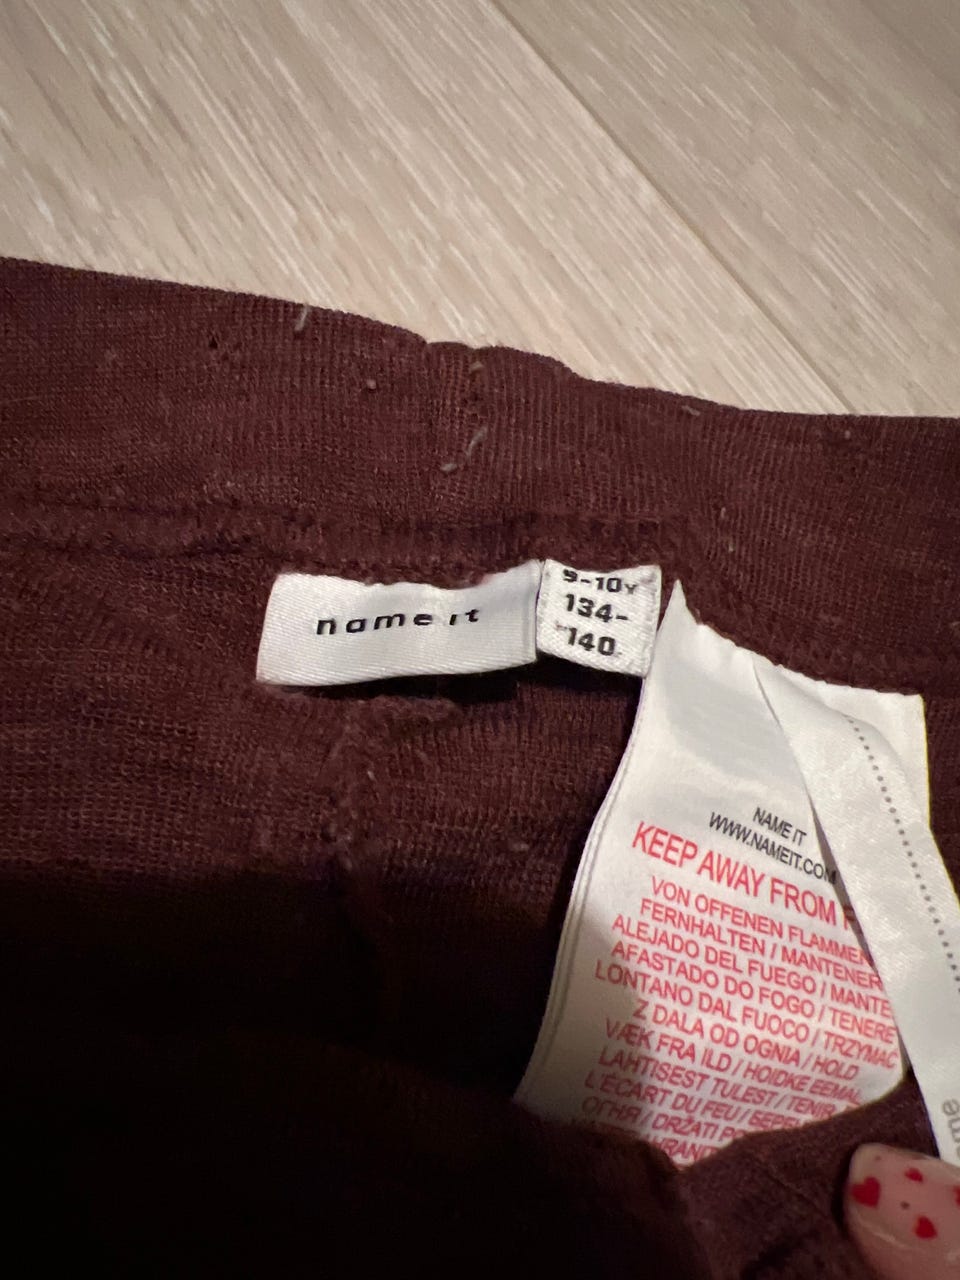 name it
9-10Y
134-
140
NAME IT
WWW.NAMEIT.COM
KEEP AWAY FROM
VON OFFENEN FLAMMEN
FERNHALTEN / MANTENER
ALEJADO DEL FUEGO / MANTE
AFASTADO DO FOGO / TENERE
LONTANO DAL FUOCO / TRZYMAĆ
Z DALA OD OGNIA / HOLD
VÆK FRA ILD / HOIDKE EEMAL
LAHTISEST TULEST / TENIR
L'ÉCART DU FEU /
ОГНЯ / DRŽATI